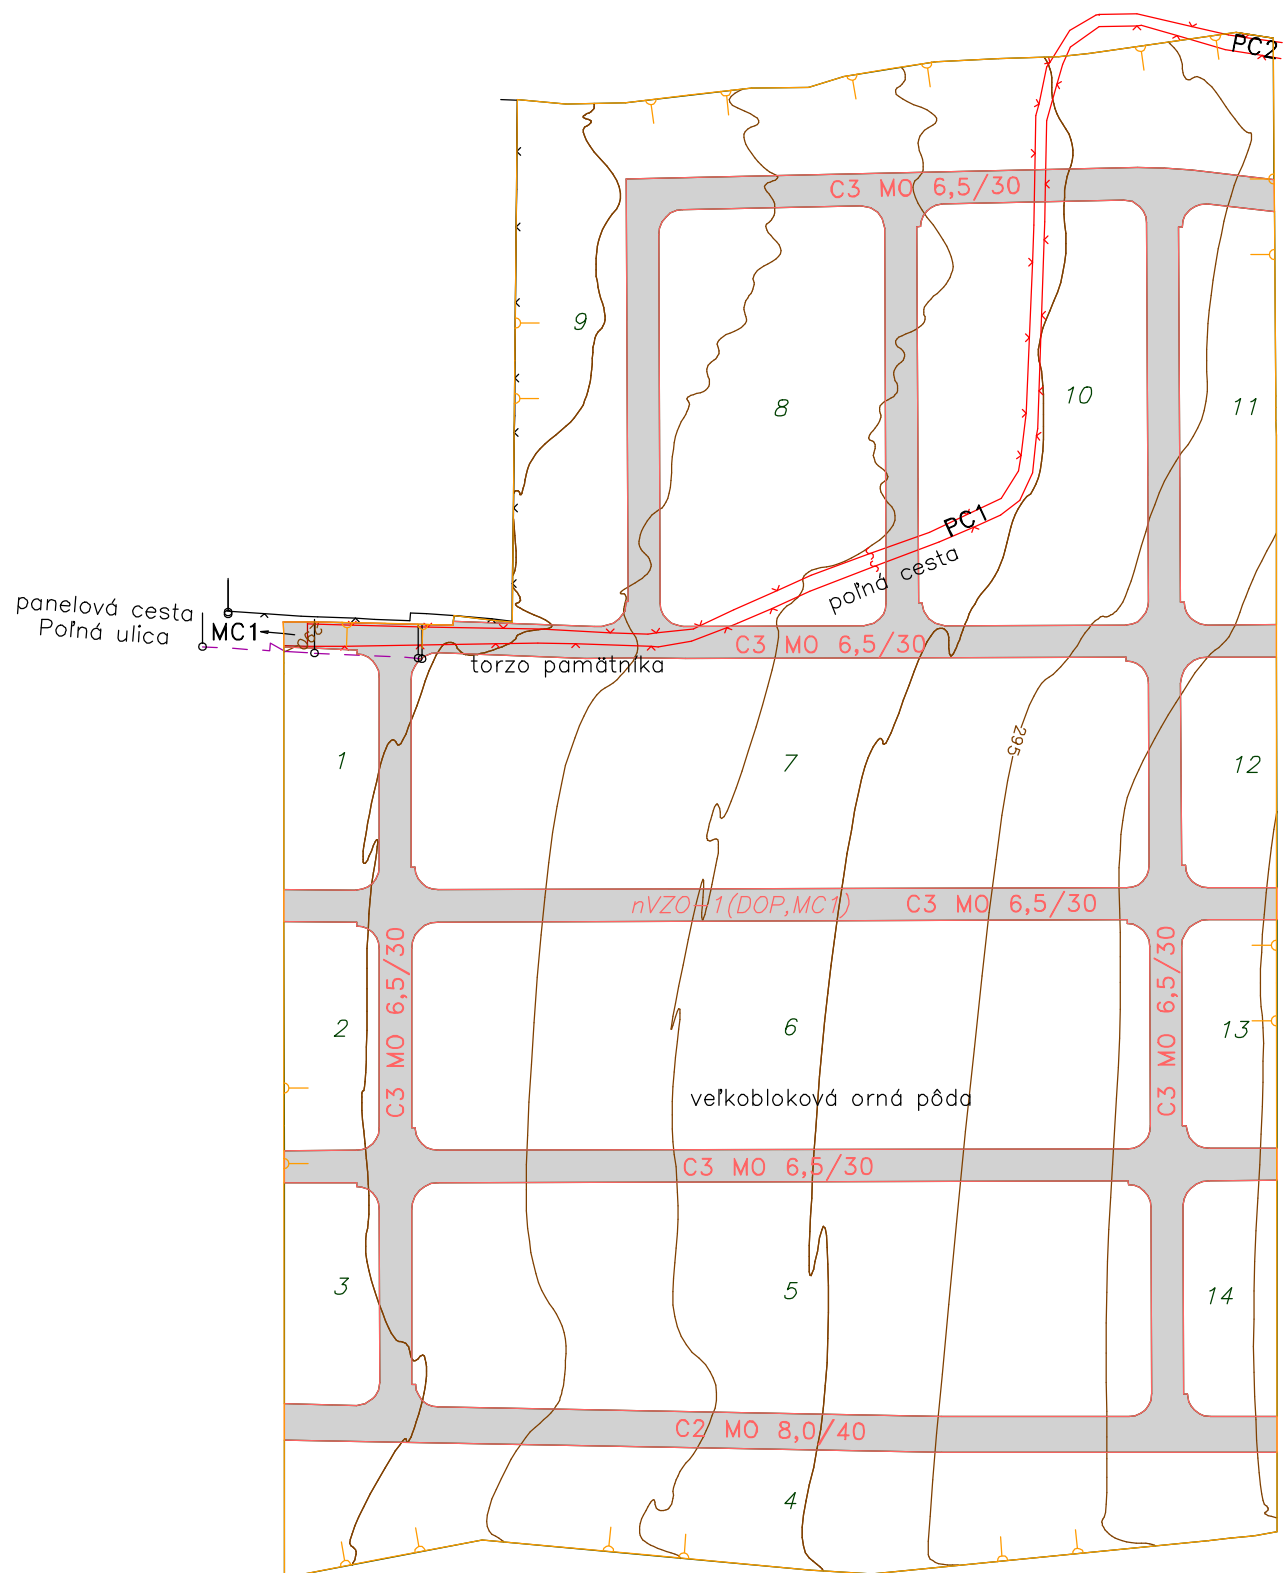 PC2
C3 MO 6,5/30
9
8
10
11
PC1
poľná cesta
panelová cesta
Poľná ulica
MC1
290
C3 MO 6,5/30
torzo pamätníka
1
7
295
12
nVZO-1(DOP,MC1)
C3 MO 6,5/30
C3 MO 6,5/30
C3 MO 6,5/30
2
6
13
veľkobloková orná pôda
C3 MO 6,5/30
3
5
14
C2 MO 8,0/40
4